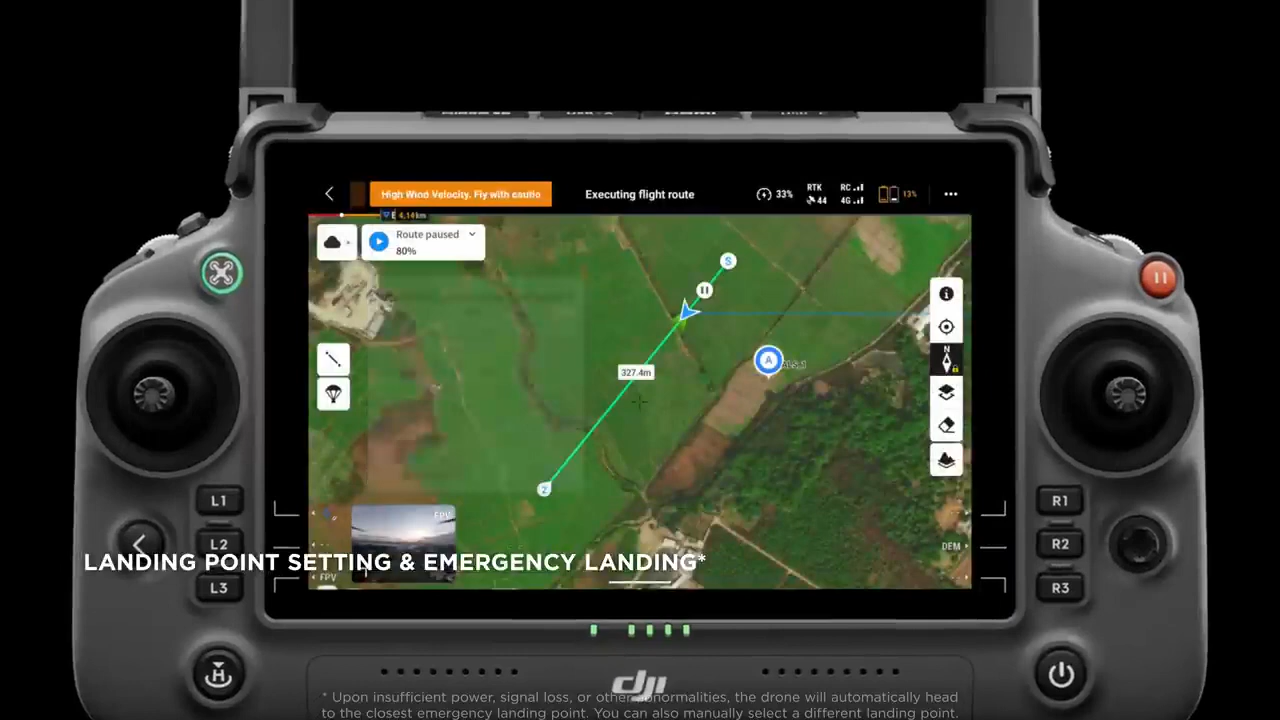 High Wind Velocity. Fly with cautio
Executing flight route
33%
RTK
44
RC
4G
13%
4.14km
Route paused
80%
S
N
A
327.4m
2
FPV
L1
L2
L3
R1
R2
R3
DEM
FPV
LANDING POINT SETTING & EMERGENCY LANDING*
H
dji
* Upon insufficient power, signal loss, or other abnormalities, the drone will automatically head
to the closest emergency landing point. You can also manually select a different landing point.